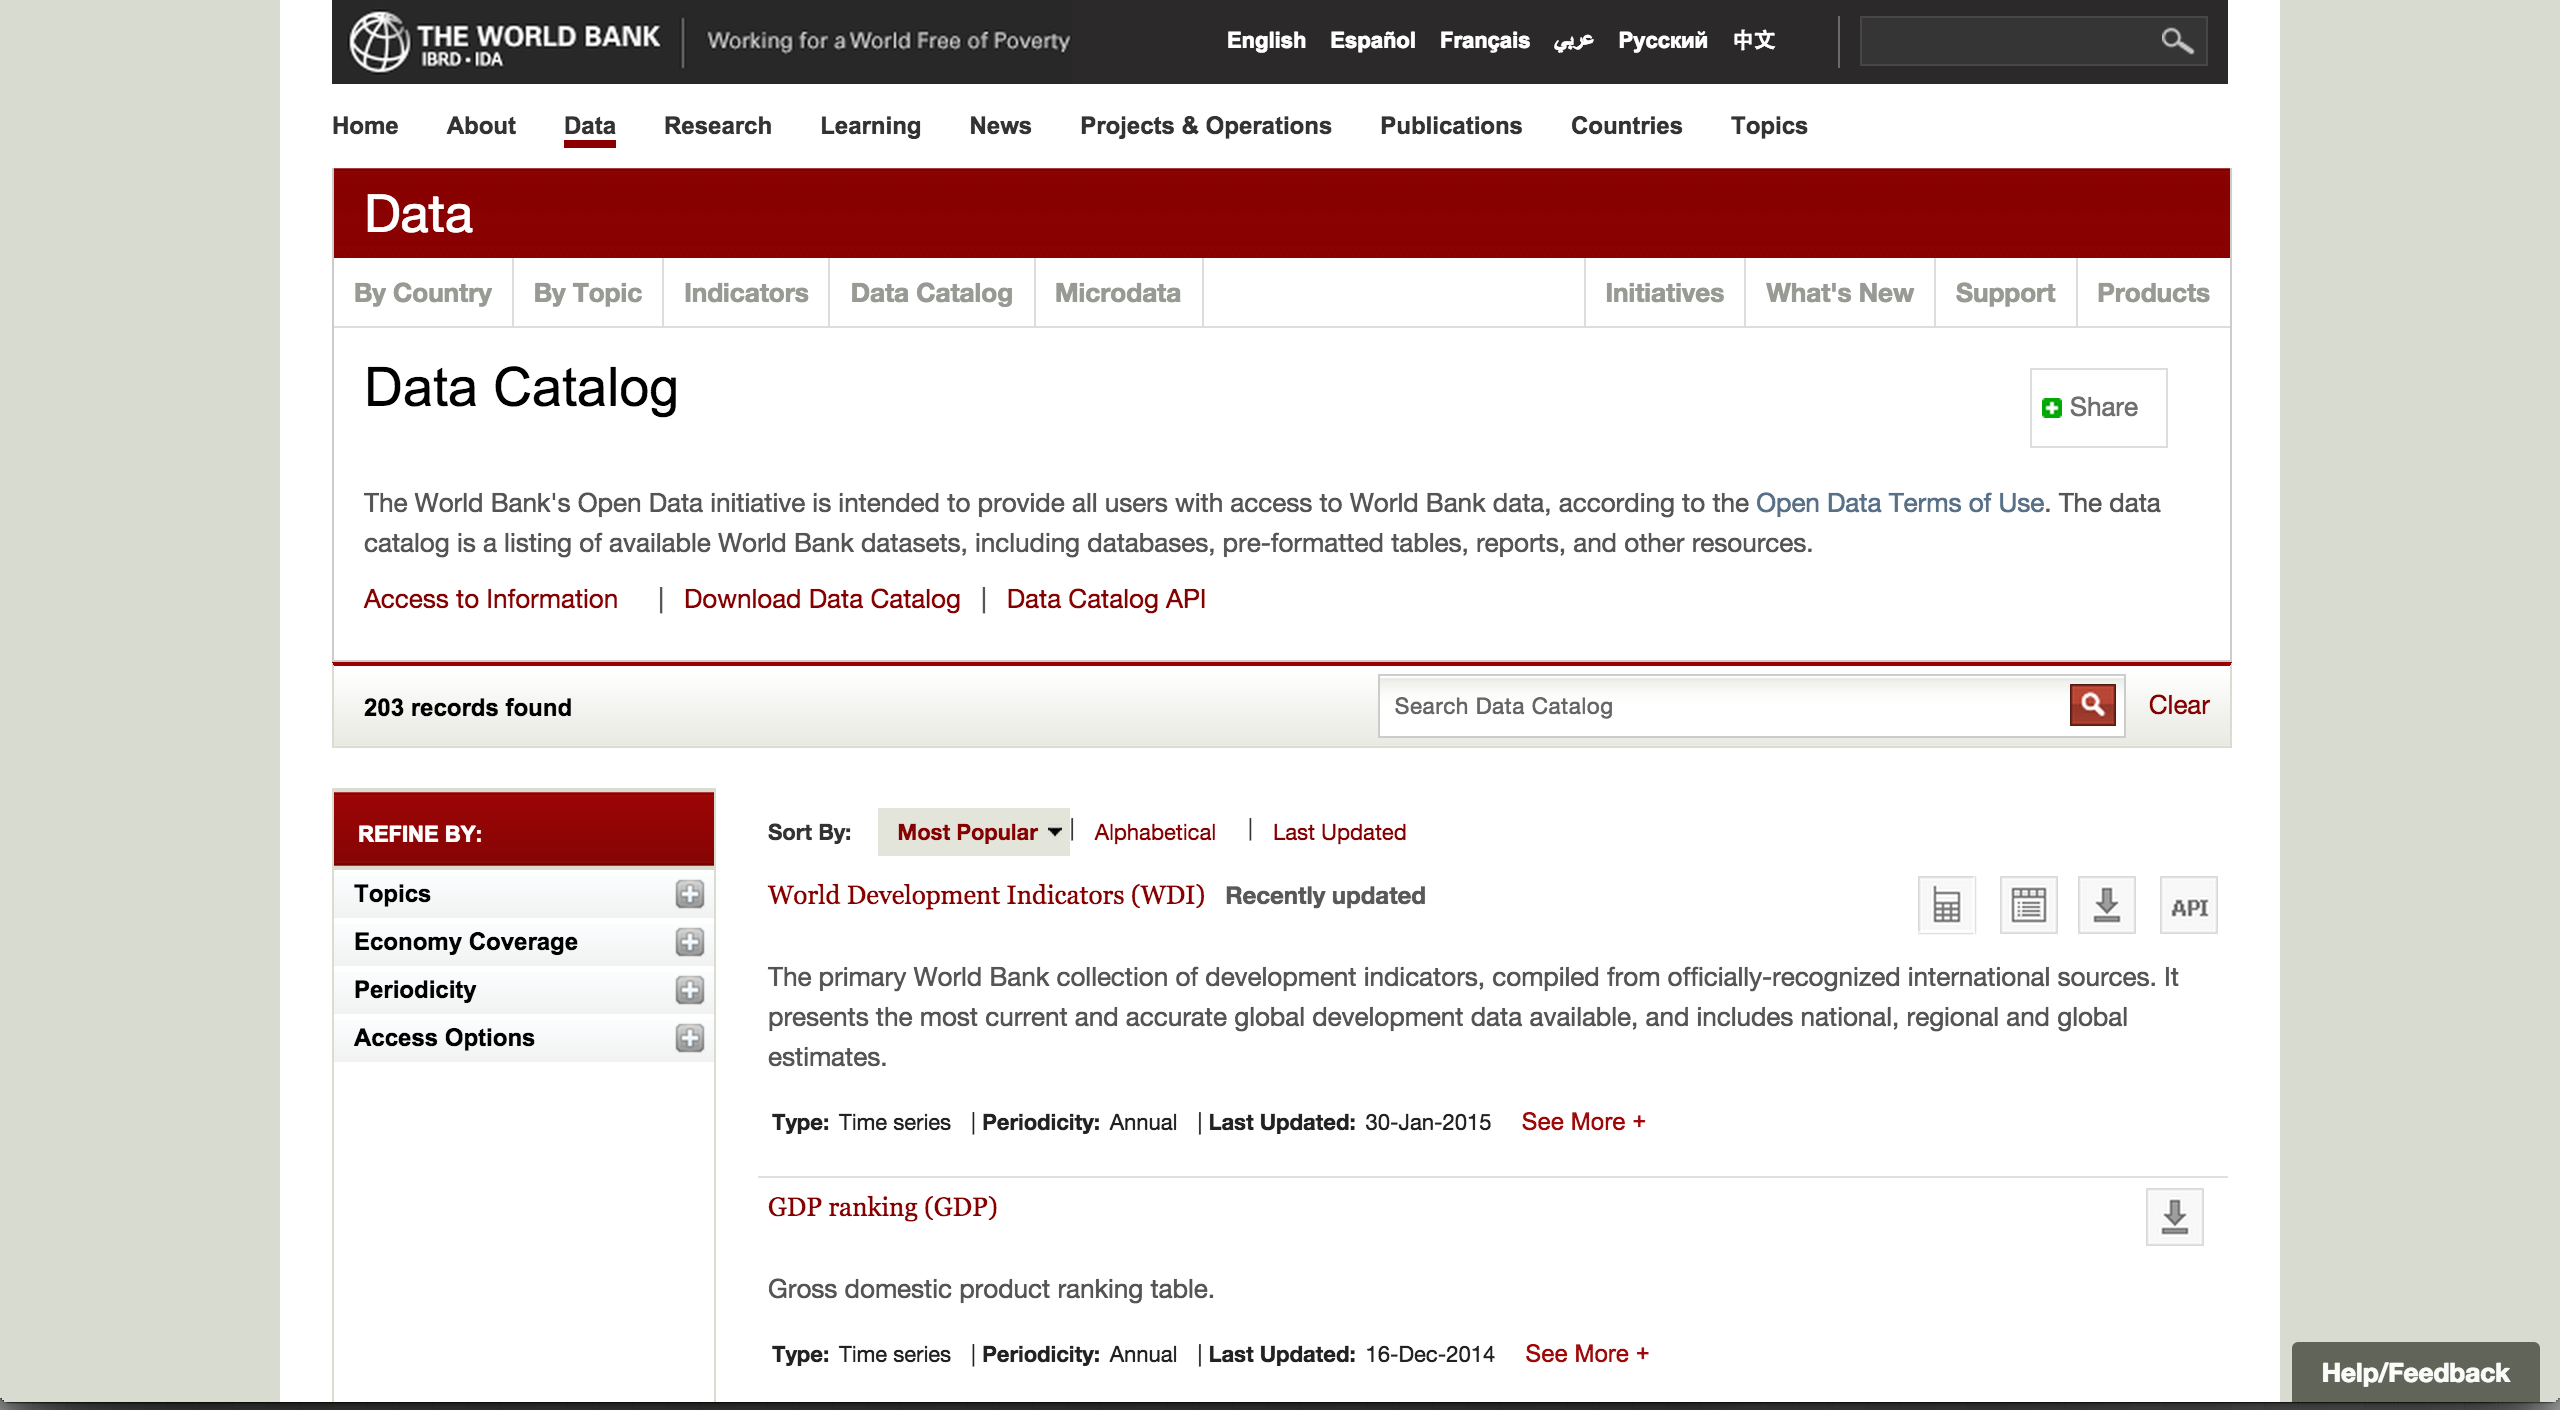 THE WORLD BANK
IBRD • IDA
Working for a World Free of Poverty
English Español Français عربي Русский 中文
Home About Data Research Learning News Projects & Operations Publications Countries Topics
Data
By Country By Topic Indicators Data Catalog Microdata Initiatives What's New Support Products
Data Catalog
Share
The World Bank's Open Data initiative is intended to provide all users with access to World Bank data, according to the Open Data Terms of Use. The data
catalog is a listing of available World Bank datasets, including databases, pre-formatted tables, reports, and other resources.
Access to Information | Download Data Catalog | Data Catalog API
203 records found
Search Data Catalog
Clear
REFINE BY:
Topics
Economy Coverage
Periodicity
Access Options
Sort By: Most Popular | Alphabetical | Last Updated
World Development Indicators (WDI) Recently updated
API
The primary World Bank collection of development indicators, compiled from officially-recognized international sources. It
presents the most current and accurate global development data available, and includes national, regional and global
estimates.
Type: Time series | Periodicity: Annual | Last Updated: 30-Jan-2015 See More +
GDP ranking (GDP)
Gross domestic product ranking table.
Type: Time series | Periodicity: Annual | Last Updated: 16-Dec-2014 See More +
Help/Feedback